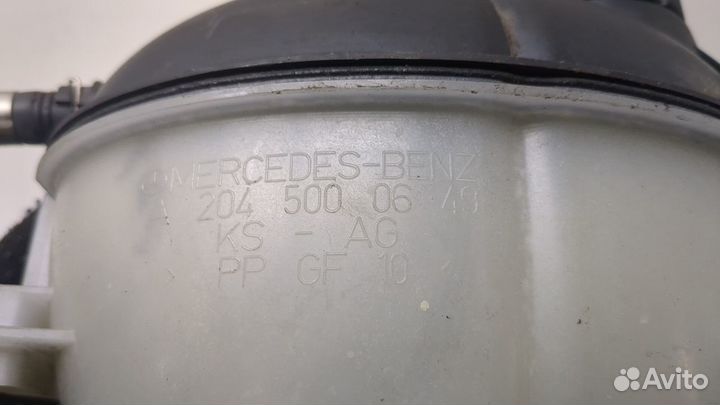 MERCEDES-BENZ
A 204 500 06 49
KS - AG
PP GF 10
Avito